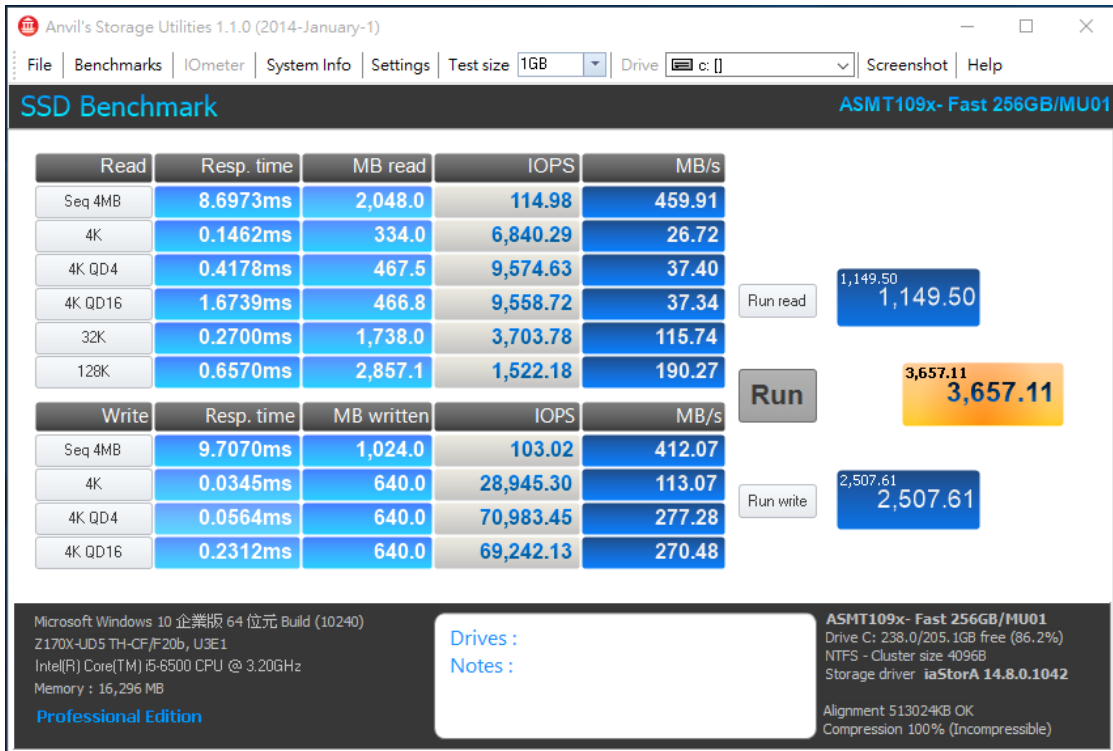 Anvil's Storage Utilities 1.1.0 (2014-January-1)
File Benchmarks IOmeter System Info Settings Test size 1GB Drive c: [] Screenshot Help
SSD Benchmark ASMT109x- Fast 256GB/MU01
Read Resp. time MB read IOPS MB/s
Seq 4MB 8.6973ms 2,048.0 114.98 459.91
4K 0.1462ms 334.0 6,840.29 26.72
4K QD4 0.4178ms 467.5 9,574.63 37.40
4K QD16 1.6739ms 466.8 9,558.72 37.34
32K 0.2700ms 1,738.0 3,703.78 115.74
128K 0.6570ms 2,857.1 1,522.18 190.27
Run read
1,149.50
1,149.50
Run
3,657.11
3,657.11
Write Resp. time MB written IOPS MB/s
Seq 4MB 9.7070ms 1,024.0 103.02 412.07
4K 0.0345ms 640.0 28,945.30 113.07
4K QD4 0.0564ms 640.0 70,983.45 277.28
4K QD16 0.2312ms 640.0 69,242.13 270.48
Run write
2,507.61
2,507.61
Microsoft Windows 10 企業版 64 位元 Build (10240)
Z170X-UD5 TH-CF/F20b, U3E1
Intel(R) Core(TM) i5-6500 CPU @ 3.20GHz
Memory : 16,296 MB
Professional Edition
Drives :
Notes :
ASMT109x- Fast 256GB/MU01
Drive C: 238.0/205.1GB free (86.2%)
NTFS - Cluster size 4096B
Storage driver iaStorA 14.8.0.1042
Alignment 513024KB OK
Compression 100% (Incompressible)